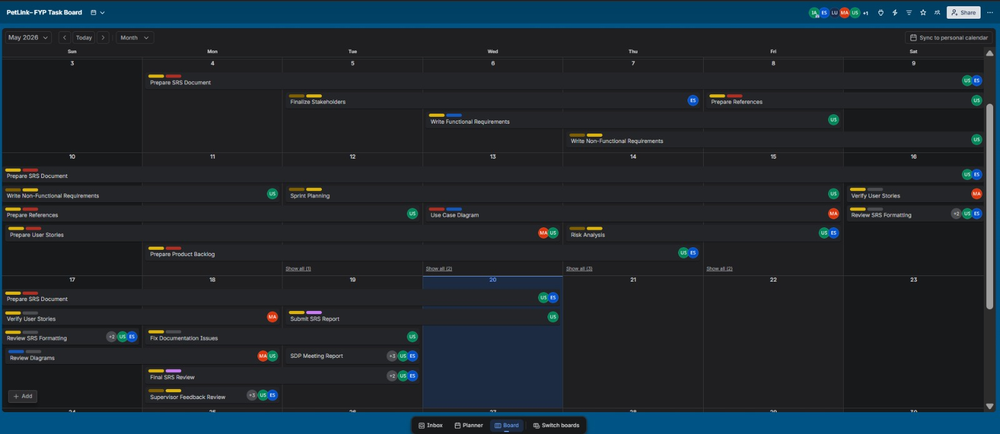 PetLink– FYP Task Board
IA ES LU MA US +1
Share
May 2026
Today
Month
Sync to personal calendar
Sun Mon Tue Wed Thu Fri Sat
3 4 5 6 7 8 9
Prepare SRS Document US ES
Finalize Stakeholders ES
Prepare References US
Write Functional Requirements US
Write Non-Functional Requirements US
10 11 12 13 14 15 16
Prepare SRS Document US ES
Write Non-Functional Requirements US
Sprint Planning US
Verify User Stories MA
Prepare References US
Use Case Diagram MA
Review SRS Formatting +2 US ES
Prepare User Stories MA US
Risk Analysis US ES
Prepare Product Backlog US ES
Show all (1) Show all (2) Show all (3) Show all (2)
17 18 19 20 21 22 23
Prepare SRS Document US ES
Verify User Stories MA
Submit SRS Report US
Review SRS Formatting +2 US ES
Fix Documentation Issues US
Review Diagrams MA US
SDP Meeting Report +3 US ES
Final SRS Review +2 US ES
Supervisor Feedback Review +3 US ES
+ Add
24 25 26 27 28 29 30
Inbox Planner Board Switch boards